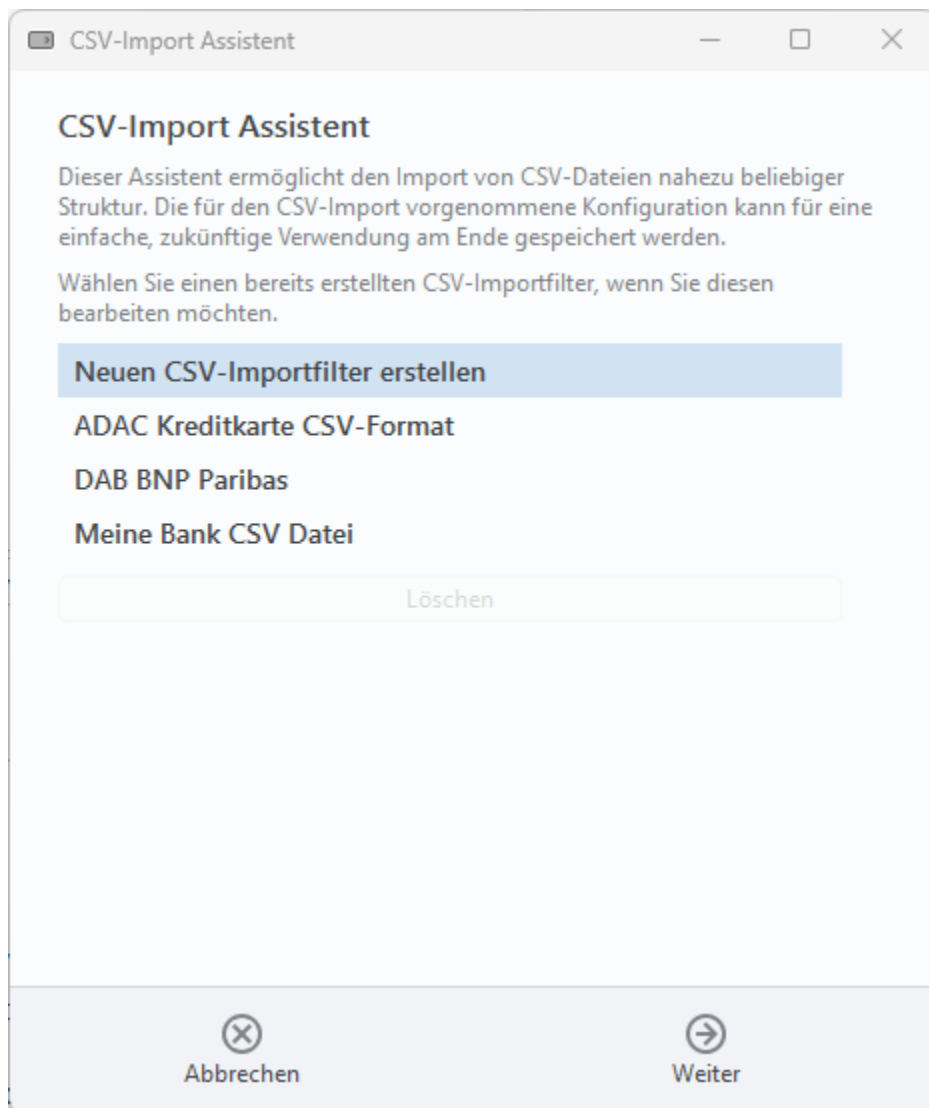 CSV-Import Assistent
CSV-Import Assistent
Dieser Assistent ermöglicht den Import von CSV-Dateien nahezu beliebiger
Struktur. Die für den CSV-Import vorgenommene Konfiguration kann für eine
einfache, zukünftige Verwendung am Ende gespeichert werden.
Wählen Sie einen bereits erstellten CSV-Importfilter, wenn Sie diesen
bearbeiten möchten.
Neuen CSV-Importfilter erstellen
ADAC Kreditkarte CSV-Format
DAB BNP Paribas
Meine Bank CSV Datei
Löschen
Abbrechen
Weiter